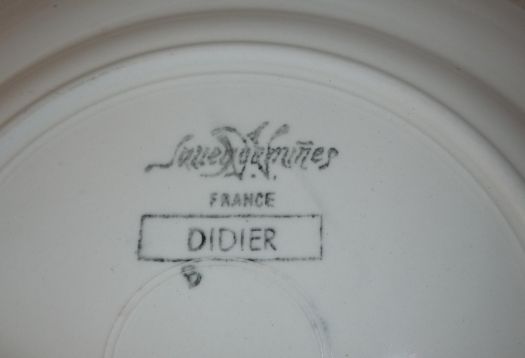 Sarreguemines
FRANCE
DIDIER
B